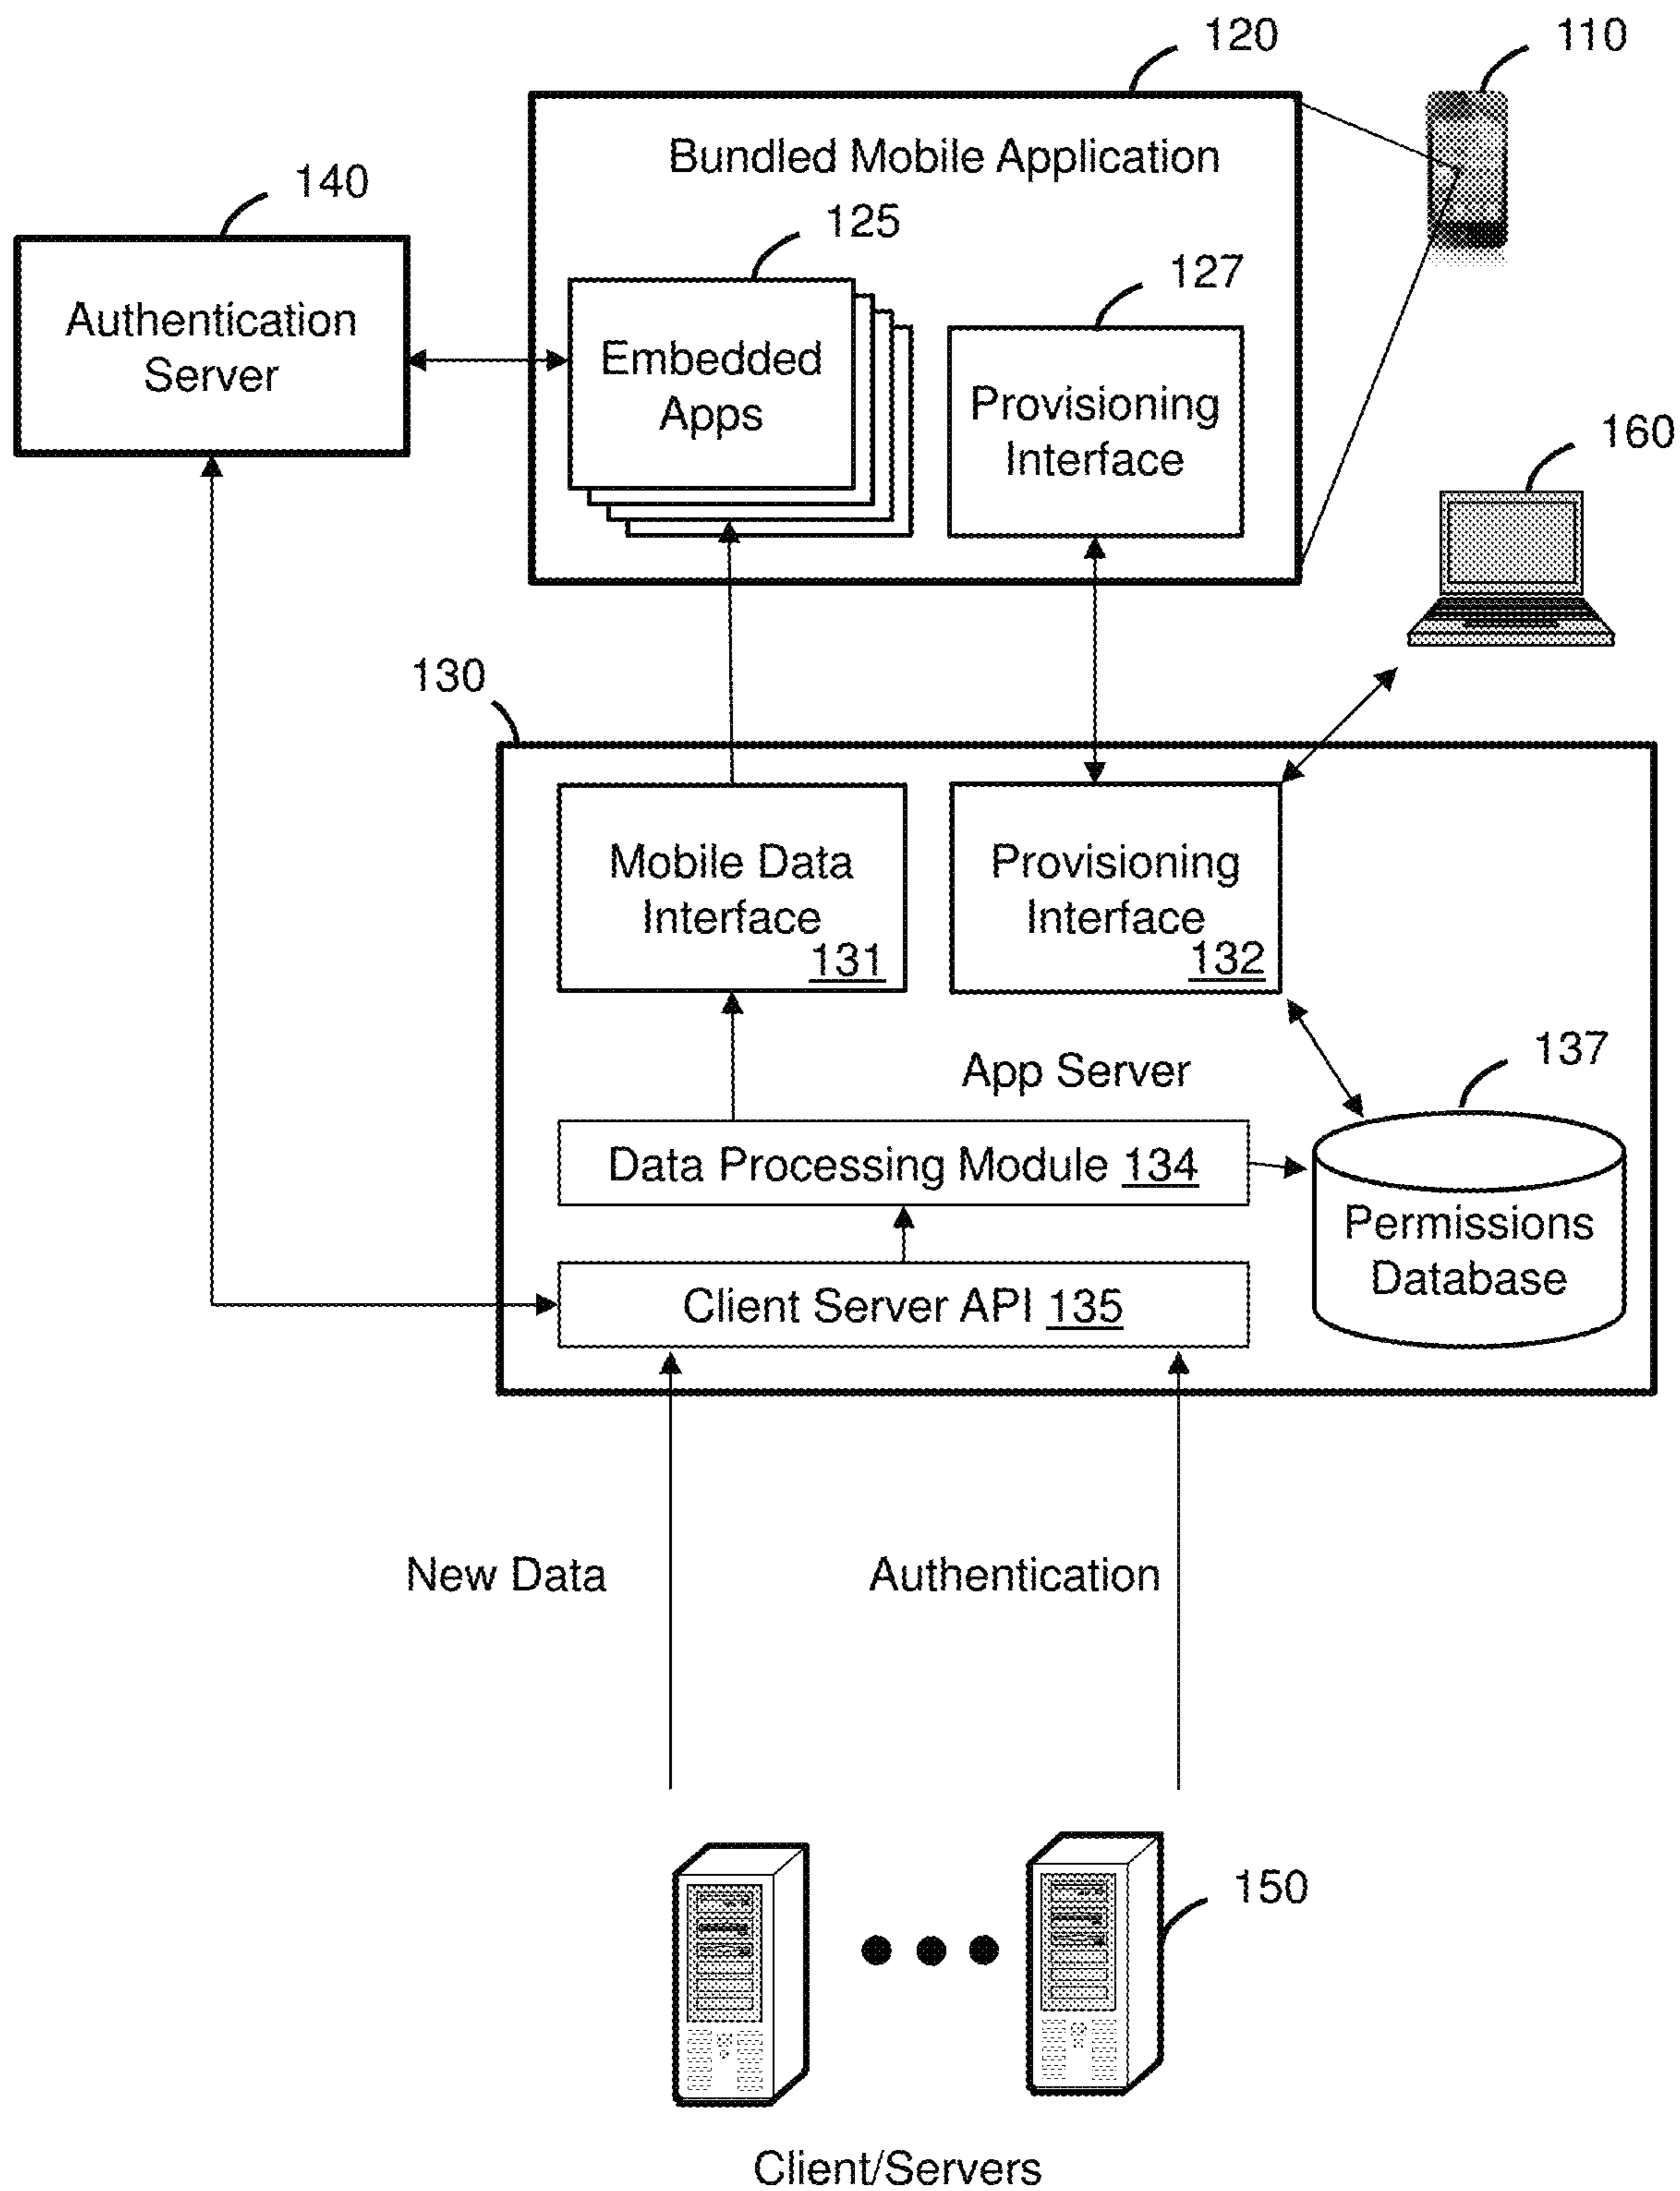 120
110
Bundled Mobile Application
140
125
127
Authentication
Server
Embedded
Apps
Provisioning
Interface
160
130
Mobile Data
Interface
131
Provisioning
Interface
132
App Server
137
Data Processing Module 134
Permissions
Database
Client Server API 135
New Data
Authentication
150
Client/Servers